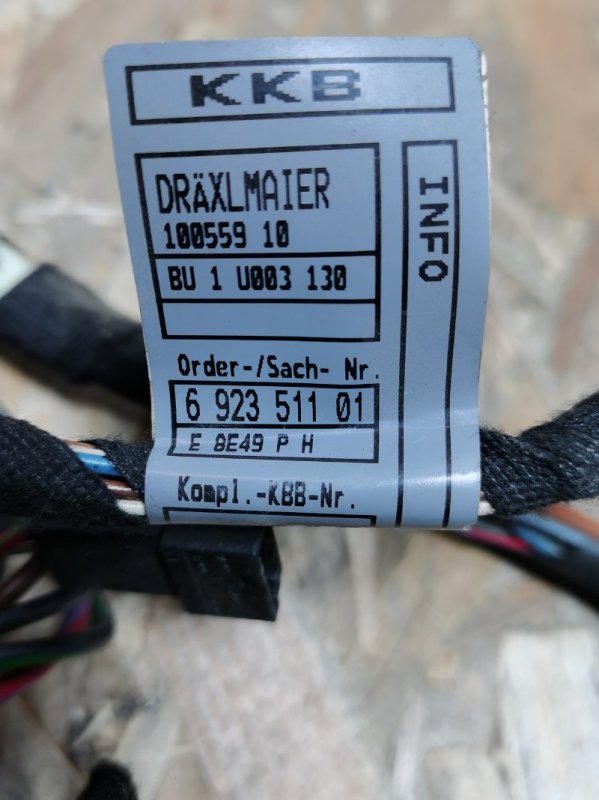 KKB
DRÄXLMAIER
100559 10
BU 1 U003 130
INFO
Order-/Sach- Nr.
6 923 511 01
E 8E49 P H
Kompl.-KBB-Nr.